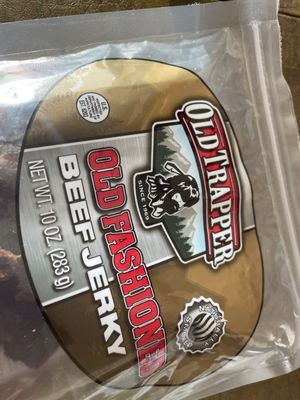 OLD TRAPPER
SINCE 1969
OLD FASHIONED
BEEF JERKY
NET WT. 10 OZ (283 g)